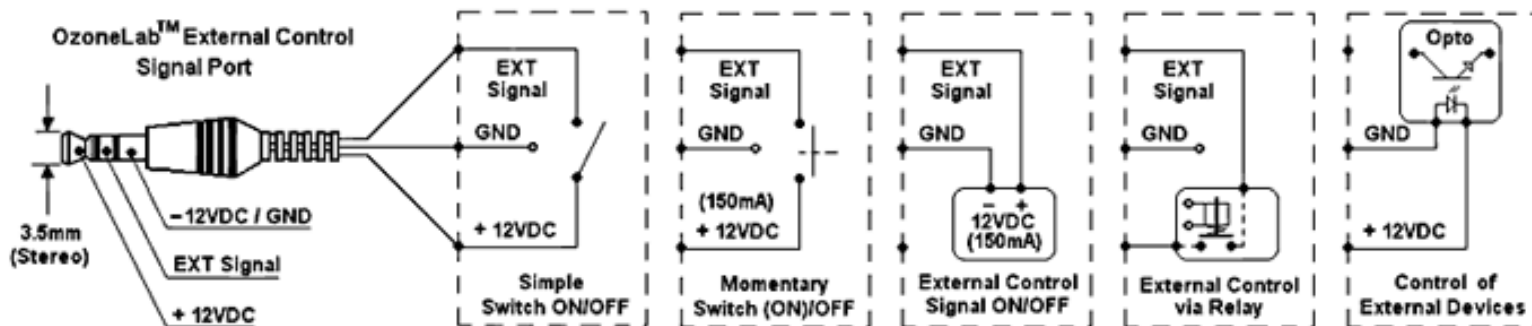 OzoneLab™ External Control
Signal Port
3.5mm
(Stereo)
−12VDC / GND
EXT Signal
+ 12VDC
EXT
Signal
GND
+ 12VDC
Simple
Switch ON/OFF
EXT
Signal
GND
(150mA)
+ 12VDC
Momentary
Switch (ON)/OFF
EXT
Signal
GND
− +
12VDC
(150mA)
External Control
Signal ON/OFF
EXT
Signal
GND
External Control
via Relay
Opto
GND
+ 12VDC
Control of
External Devices